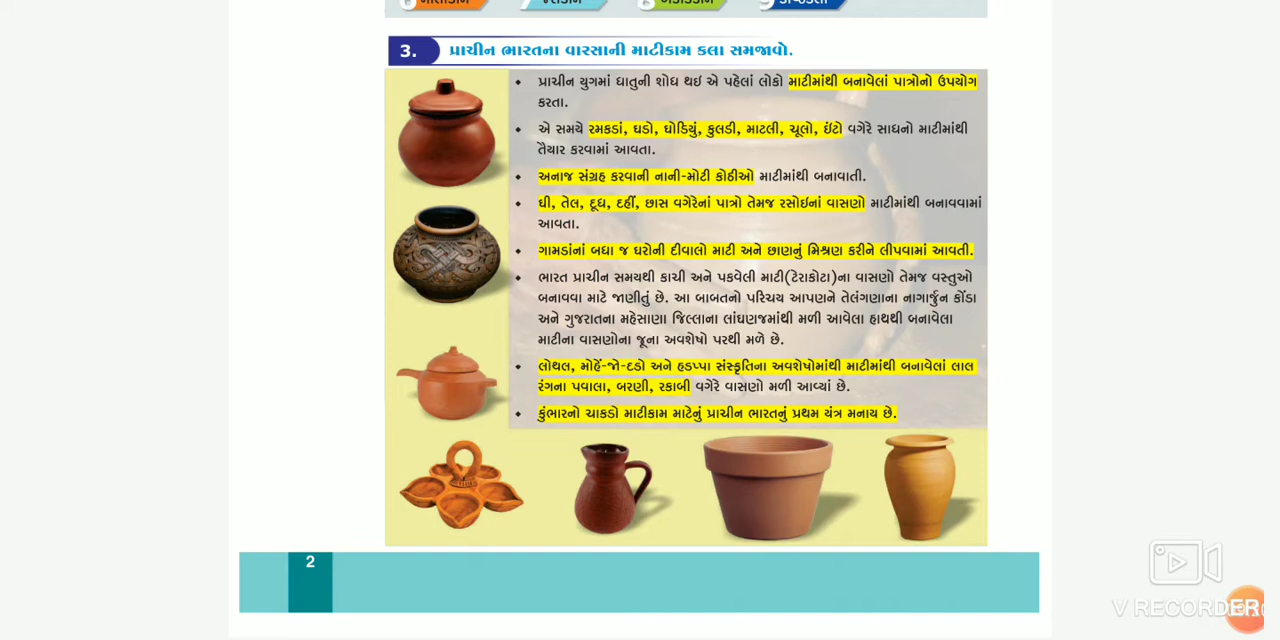 3. પ્રાચીન ભારતના વારસાની માટીકામ કલા સમજાવો.
• પ્રાચીન યુગમાં ધાતુની શોધ થઇ એ પહેલાં લોકો માટીમાંથી બનાવેલાં પાત્રોનો ઉપયોગ
કરતા.
• એ સમયે રમકડાં, ઘડો, ઘોડિયું, કુલડી, માટલી, ચૂલો, ઈંટો વગેરે સાધનો માટીમાંથી
તૈયાર કરવામાં આવતા.
• અનાજ સંગ્રહ કરવાની નાની-મોટી કોઠીઓ માટીમાંથી બનાવાતી.
• ઘી, તેલ, દૂધ, દહીં, છાસ વગેરેનાં પાત્રો તેમજ રસોઈનાં વાસણો માટીમાંથી બનાવવામાં
આવતા.
• ગામડાંનાં બધા જ ઘરોની દીવાલો માટી અને છાણનું મિશ્રણ કરીને લીપવામાં આવતી.
• ભારત પ્રાચીન સમયથી કાચી અને પકવેલી માટી(ટેરાકોટા)ના વાસણો તેમજ વસ્તુઓ
બનાવવા માટે જાણીતું છે. આ બાબતનો પરિચય આપણને તેલંગણાના નાગાર્જુન કોંડા
અને ગુજરાતના મહેસાણા જિલ્લાના લાંઘણજમાંથી મળી આવેલા હાથથી બનાવેલા
માટીના વાસણોના જૂના અવશેષો પરથી મળે છે.
• લોથલ, મોહેં-જો-દડો અને હડપ્પા સંસ્કૃતિના અવશેષોમાંથી માટીમાંથી બનાવેલાં લાલ
રંગના પવાલા, બરણી, રકાબી વગેરે વાસણો મળી આવ્યાં છે.
• કુંભારનો ચાકડો માટીકામ માટેનું પ્રાચીન ભારતનું પ્રથમ યંત્ર મનાય છે.
2
V RECORDER